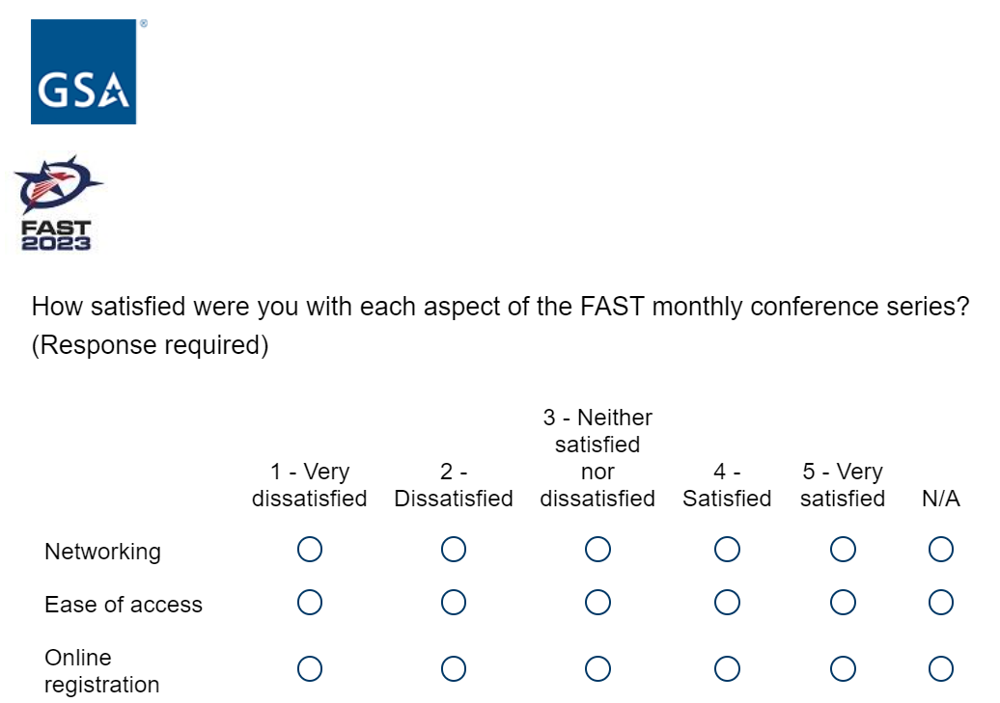 GSA®
FAST
2023
How satisfied were you with each aspect of the FAST monthly conference series?
(Response required)
1 - Very dissatisfied
2 - Dissatisfied
3 - Neither satisfied nor dissatisfied
4 - Satisfied
5 - Very satisfied
N/A
Networking
Ease of access
Online
registration